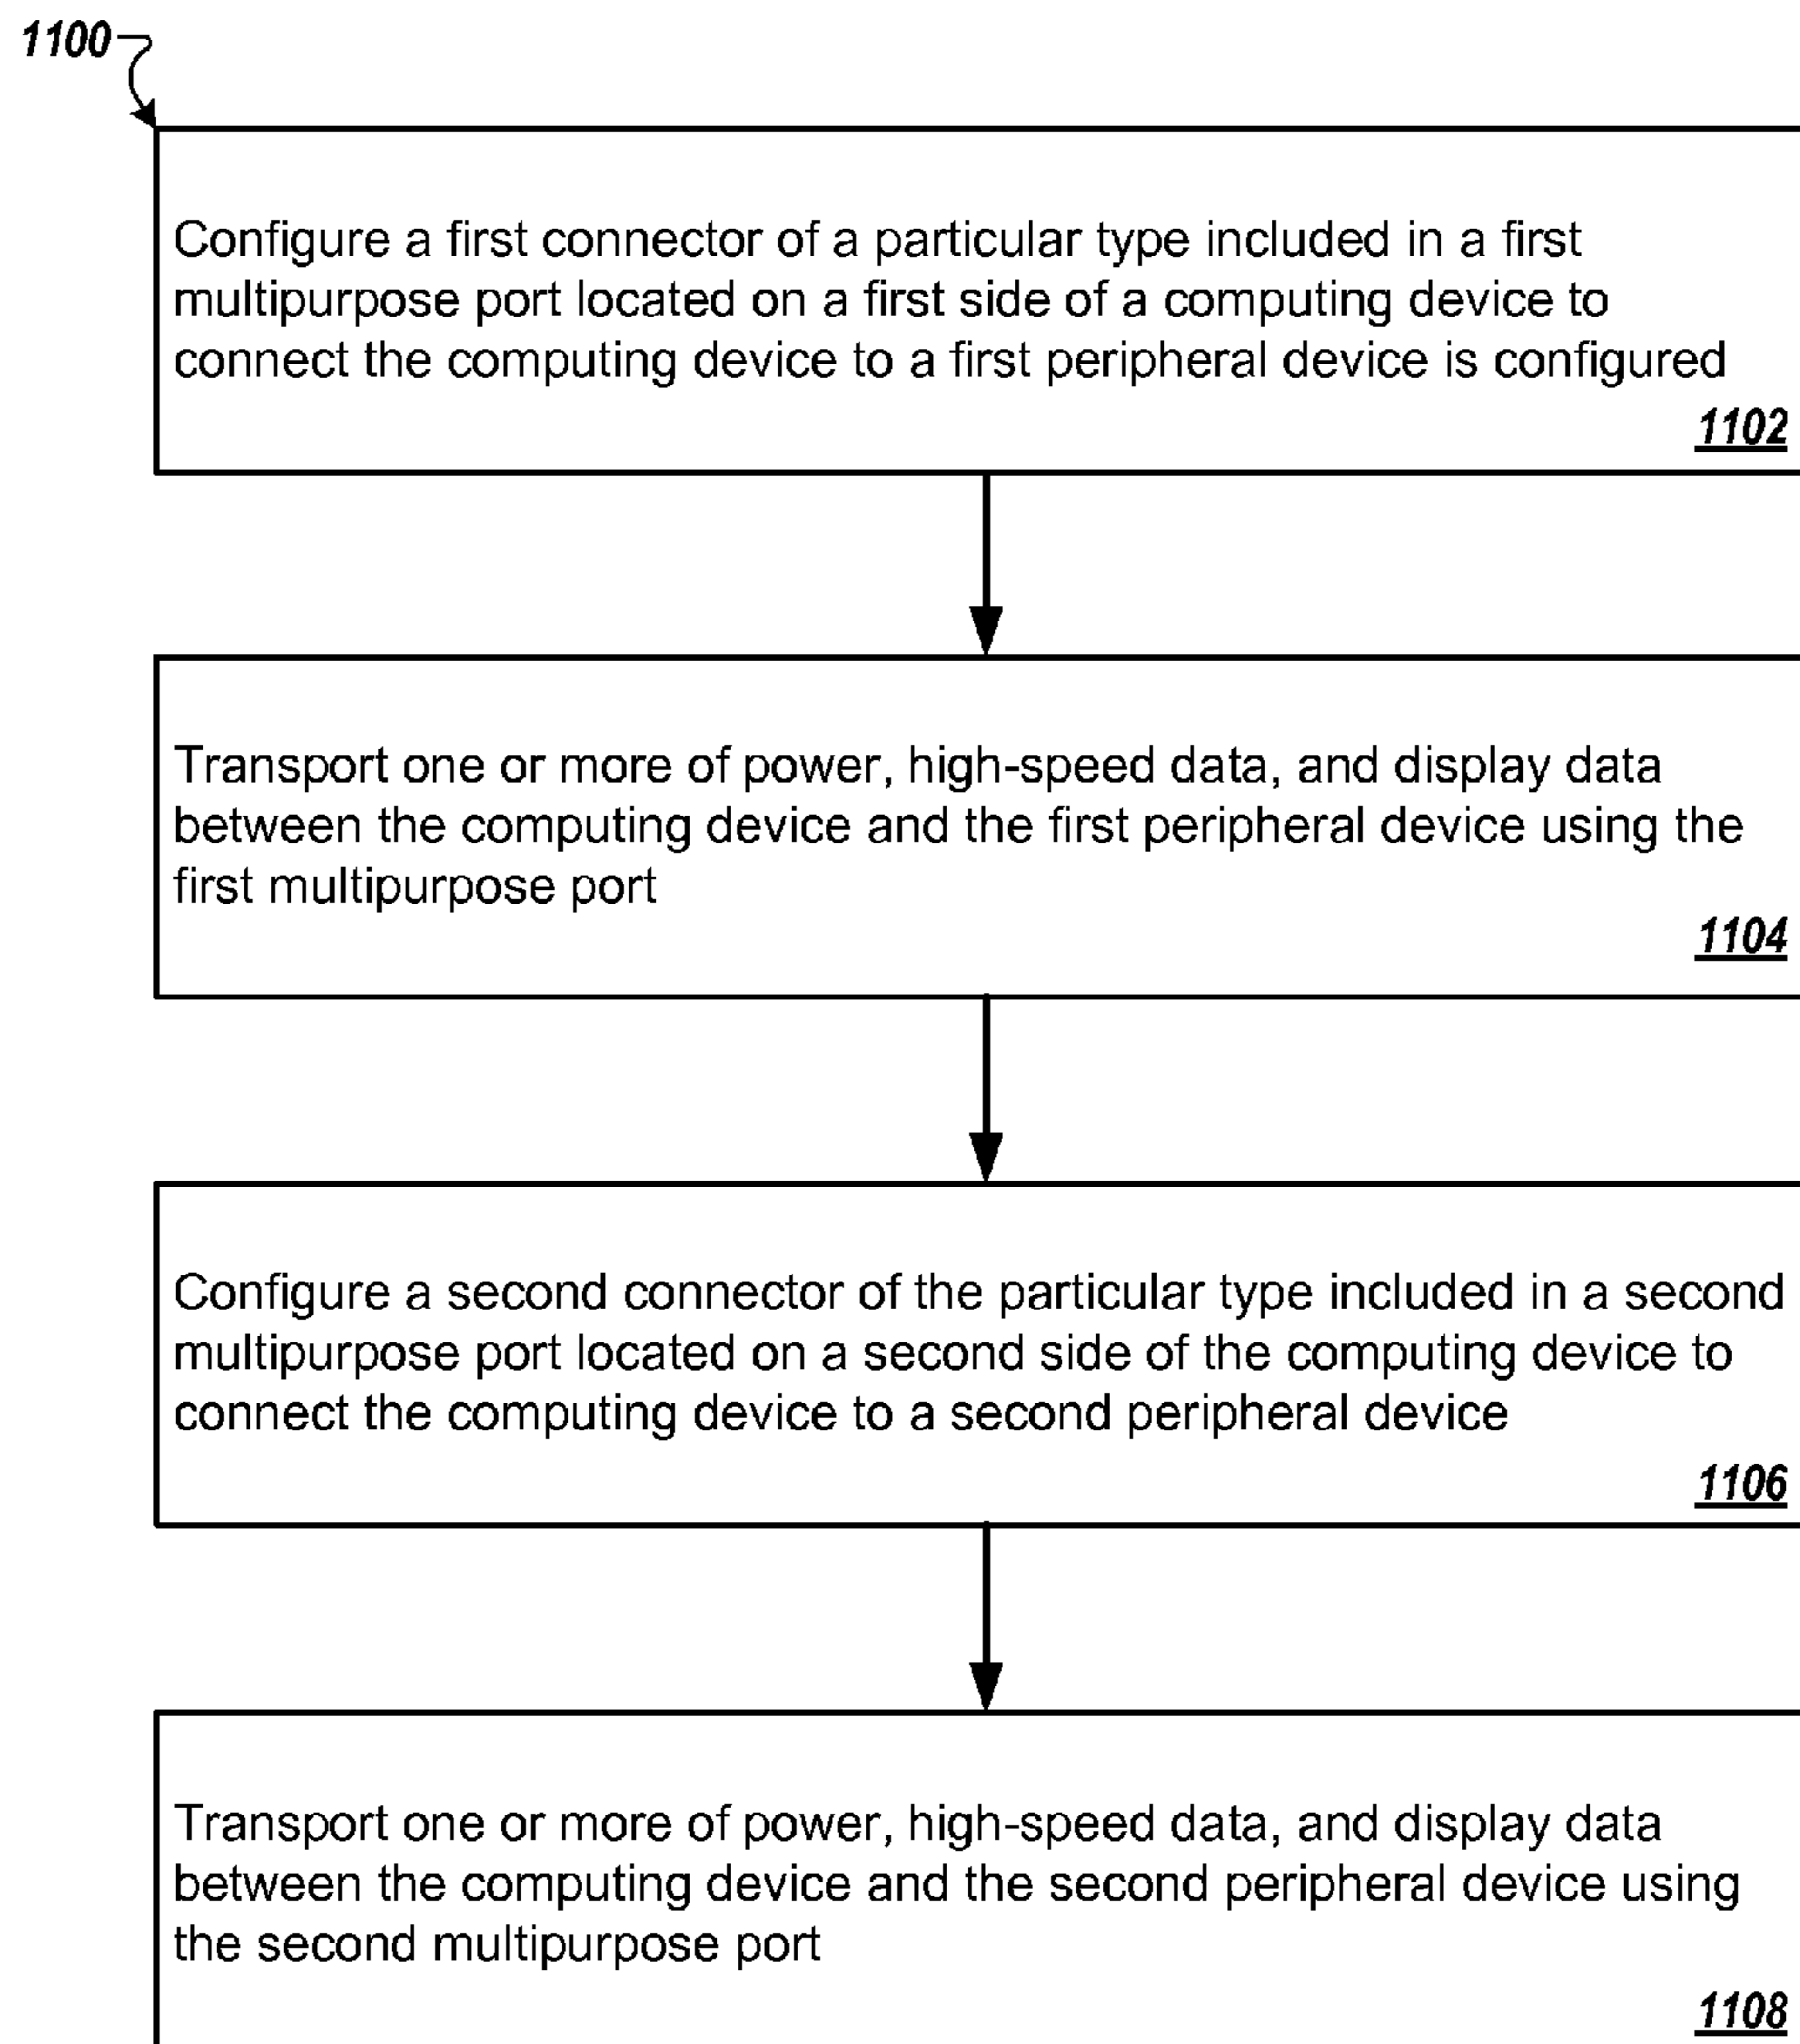 1100
Configure a first connector of a particular type included in a first
multipurpose port located on a first side of a computing device to
connect the computing device to a first peripheral device is configured
1102
Transport one or more of power, high-speed data, and display data
between the computing device and the first peripheral device using the
first multipurpose port
1104
Configure a second connector of the particular type included in a second
multipurpose port located on a second side of the computing device to
connect the computing device to a second peripheral device
1106
Transport one or more of power, high-speed data, and display data
between the computing device and the second peripheral device using
the second multipurpose port
1108